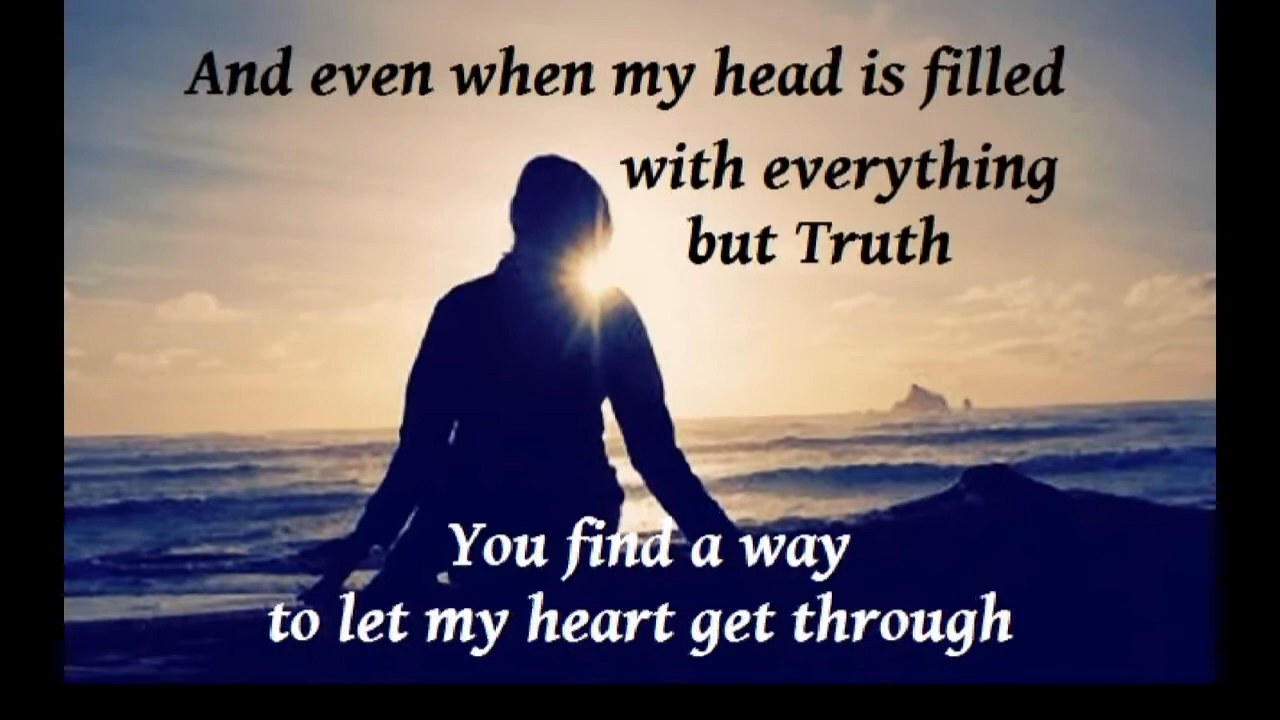 And even when my head is filled
with everything
but Truth
You find a way
to let my heart get through